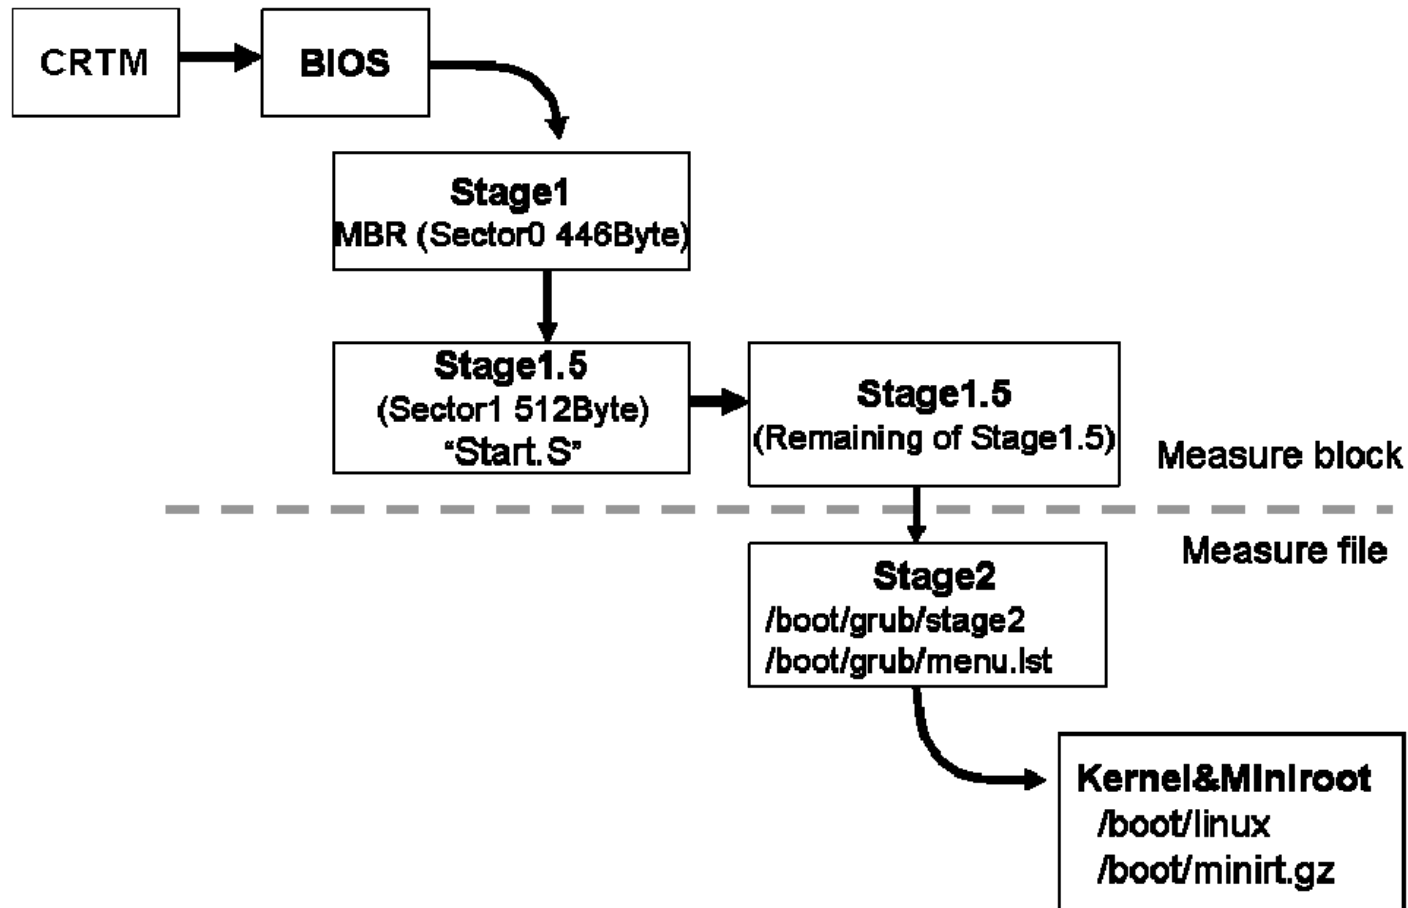 CRTM
BIOS
Stage1
MBR (Sector0 446Byte)
Stage1.5
(Sector1 512Byte)
“Start.S”
Stage1.5
(Remaining of Stage1.5)
Measure block
Measure file
Stage2
/boot/grub/stage2
/boot/grub/menu.lst
Kernel&Miniroot
/boot/linux
/boot/minirt.gz